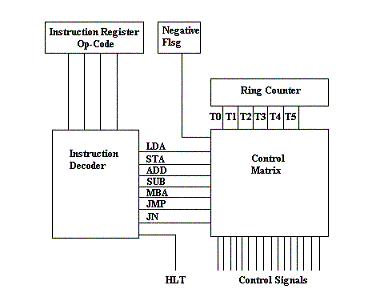 Instruction Register
Op-Code
Negative
Flsg
Ring Counter
T0 T1 T2 T3 T4 T5
Instruction
Decoder
LDA
STA
ADD
SUB
MBA
JMP
JN
Control
Matrix
HLT
Control Signals